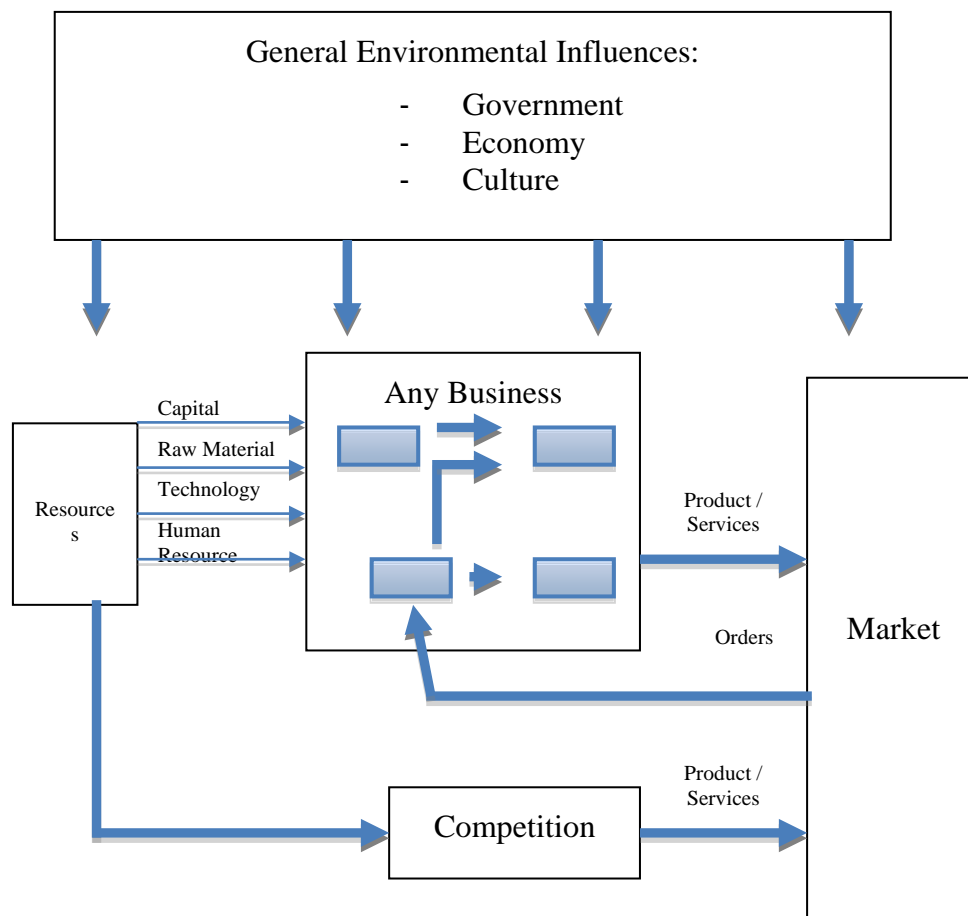 General Environmental Influences:
- Government
- Economy
- Culture
Any Business
Capital
Raw Material
Technology
Human
Resource
Resource
s
Product /
Services
Orders
Market
Product /
Services
Competition